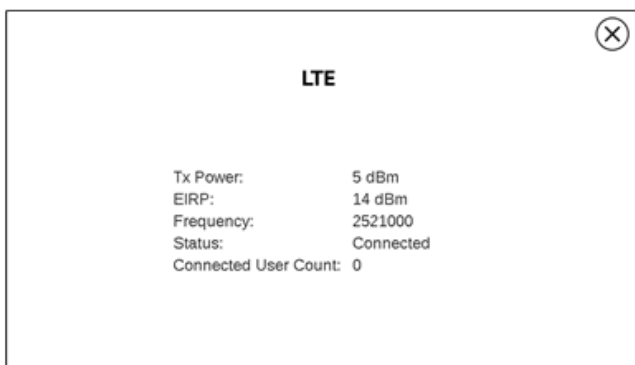 LTE
Tx Power: 5 dBm
EIRP: 14 dBm
Frequency: 2521000
Status: Connected
Connected User Count: 0